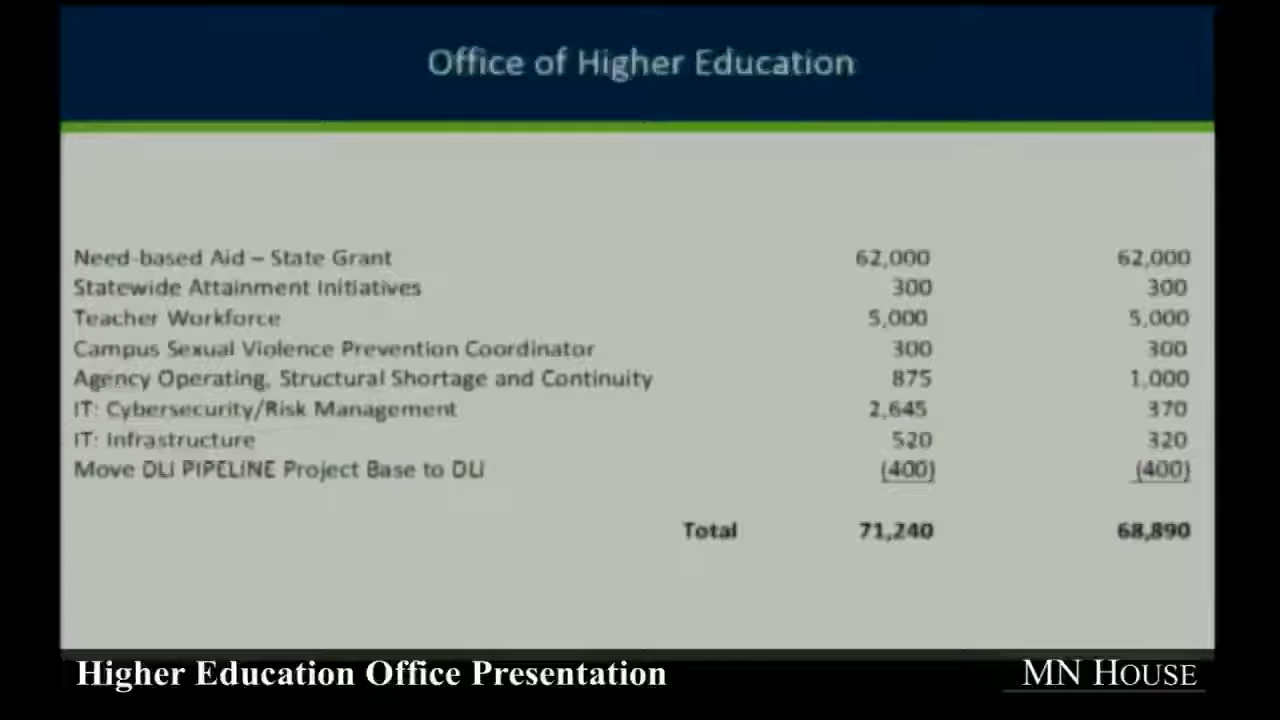 Office of Higher Education
Need-based Aid – State Grant 62,000 62,000
Statewide Attainment Initiatives 300 300
Teacher Workforce 5,000 5,000
Campus Sexual Violence Prevention Coordinator 300 300
Agency Operating, Structural Shortage and Continuity 875 1,000
IT: Cybersecurity/Risk Management 2,645 370
IT: Infrastructure 520 320
Move DLI PIPELINE Project Base to DLI (400) (400)
Total 71,240 68,890
Higher Education Office Presentation
MN HOUSE